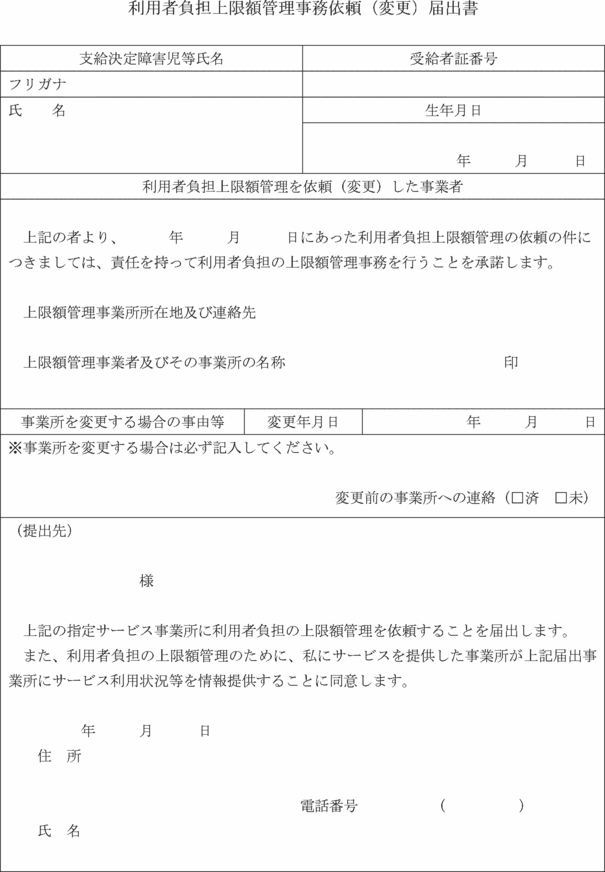 利用者負担上限額管理事務依頼（変更）届出書
支給決定障害児等氏名　受給者証番号
フリガナ
氏　　名　生年月日
年　　　月　　　日
利用者負担上限額管理を依頼（変更）した事業者
上記の者より、　　　年　　　月　　　日にあった利用者負担上限額管理の依頼の件に
つきましては、責任を持って利用者負担の上限額管理事務を行うことを承諾します。
上限額管理事業所所在地及び連絡先
上限額管理事業者及びその事業所の名称　　　印
事業所を変更する場合の事由等　変更年月日　　　年　　　月　　　日
※事業所を変更する場合は必ず記入してください。
変更前の事業所への連絡（□済　□未）
（提出先）
様
上記の指定サービス事業所に利用者負担の上限額管理を依頼することを届出します。
また、利用者負担の上限額管理のために、私にサービスを提供した事業所が上記届出事
業所にサービス利用状況等を情報提供することに同意します。
年　　　月　　　日
住　所
電話番号　　　　　（　　　　　）
氏　名